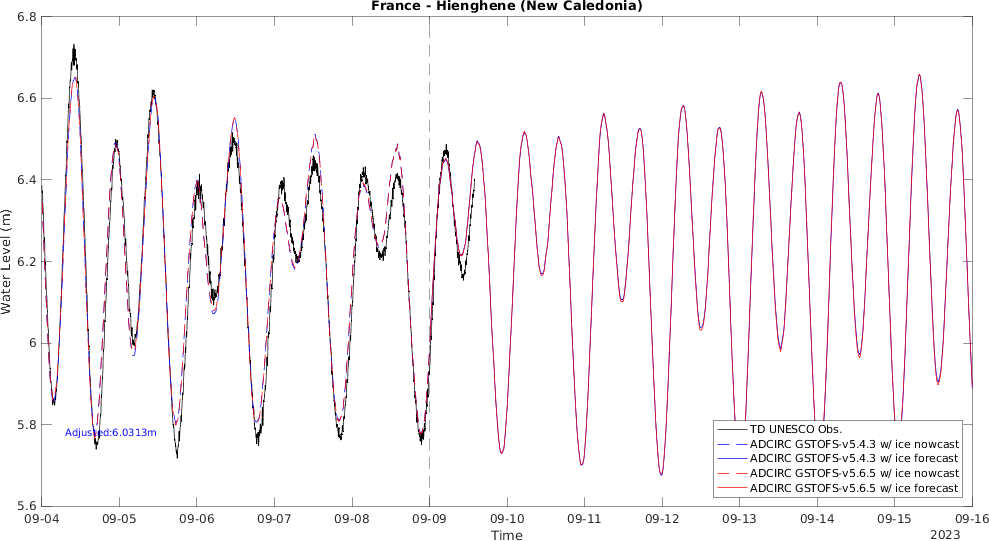 France - Hienghene (New Caledonia)
6.8
6.6
6.4
6.2
6
5.8
5.6
Water Level (m)
Adjusted:6.0313m
TD UNESCO Obs.
ADCIRC GSTOFS-v5.4.3 w/ ice nowcast
ADCIRC GSTOFS-v5.4.3 w/ ice forecast
ADCIRC GSTOFS-v5.6.5 w/ ice nowcast
ADCIRC GSTOFS-v5.6.5 w/ ice forecast
09-04 09-05 09-06 09-07 09-08 09-09 09-10 09-11 09-12 09-13 09-14 09-15 09-16
Time
2023